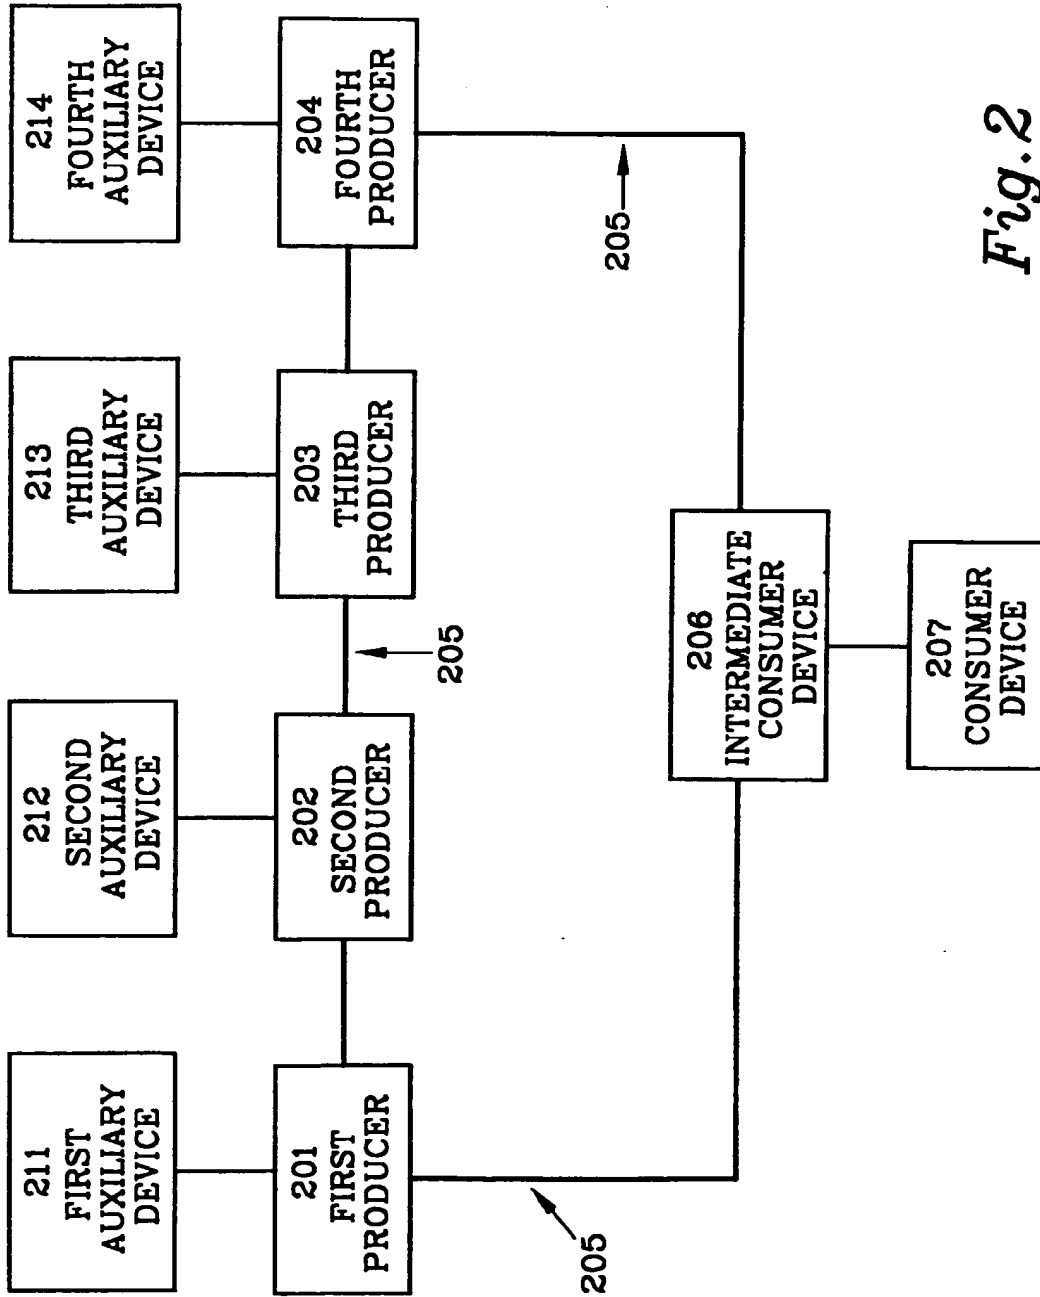 211
FIRST
AUXILIARY
DEVICE
212
SECOND
AUXILIARY
DEVICE
213
THIRD
AUXILIARY
DEVICE
214
FOURTH
AUXILIARY
DEVICE
201
FIRST
PRODUCER
202
SECOND
PRODUCER
203
THIRD
PRODUCER
204
FOURTH
PRODUCER
205
205
205
206
INTERMEDIATE
CONSUMER
DEVICE
207
CONSUMER
DEVICE
Fig.2